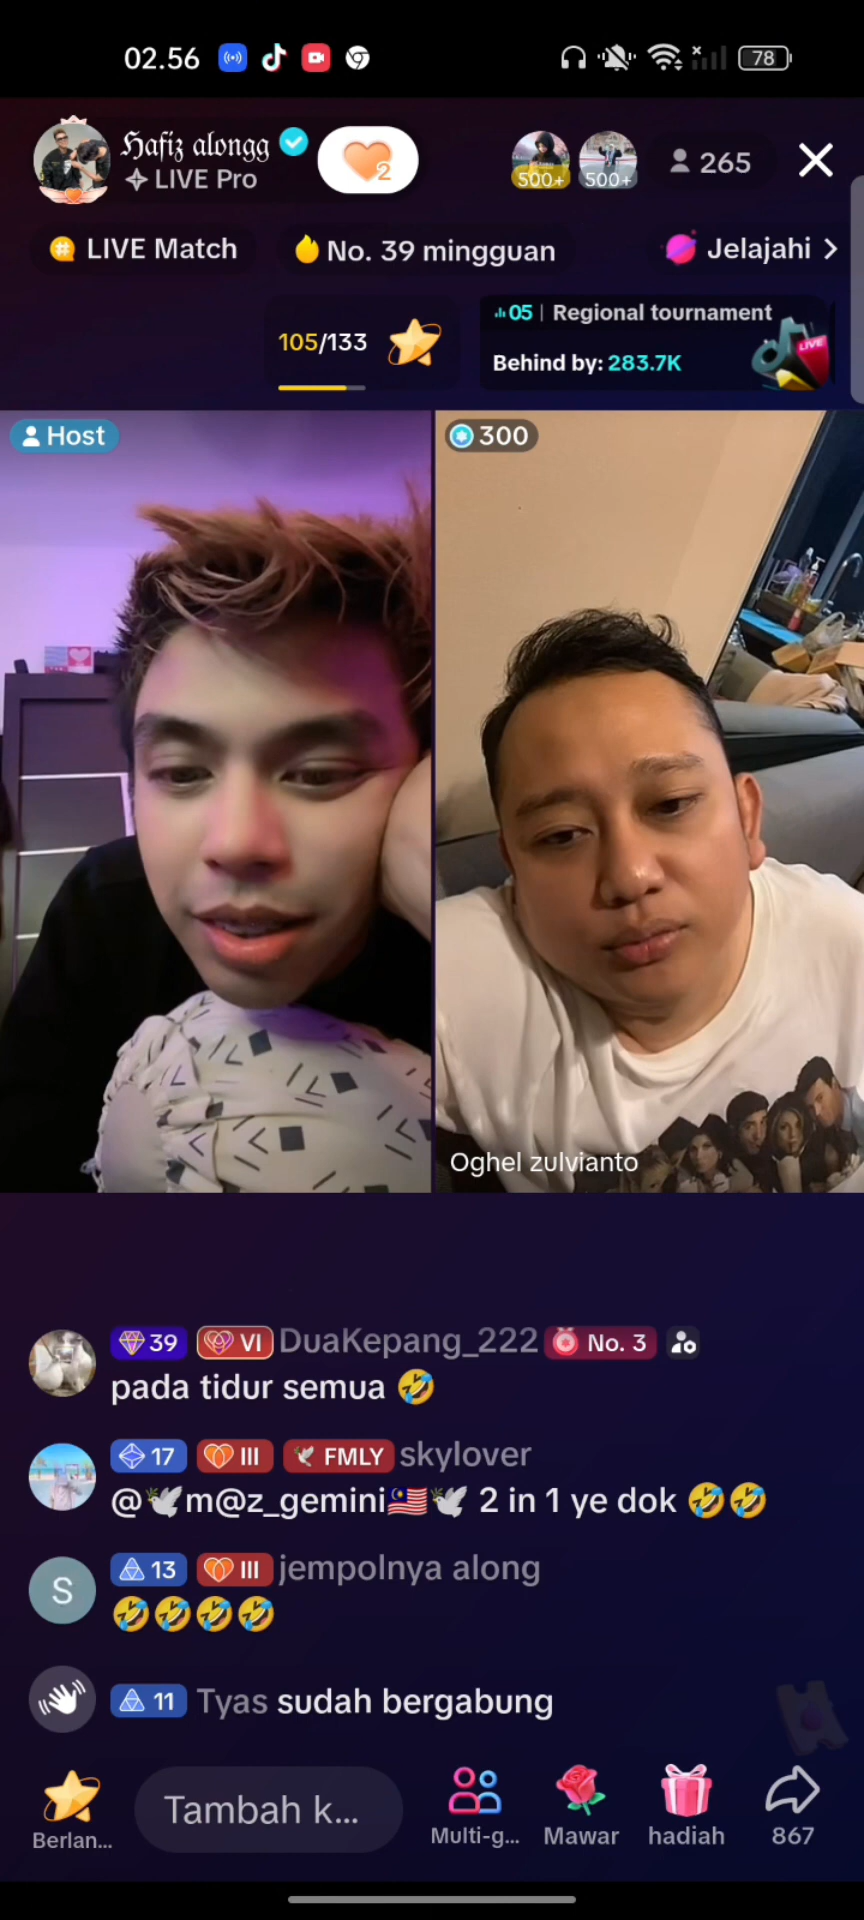 02.56
78
Hafiz alongg
LIVE Pro
2
500+
500+
265
LIVE Match
No. 39 mingguan
Jelajahi
105/133
05 | Regional tournament
Behind by: 283.7K
LIVE
Host
300
Oghel zulvianto
39 VI DuaKepang_222 No. 3
pada tidur semua 🤣
17 III FMLY skylover
@🕊️m@z_gemini🇲🇾🕊️ 2 in 1 ye dok 🤣🤣
S
13 III jempolnya along
🤣🤣🤣🤣
11 Tyas sudah bergabung
Tambah k...
Berlan...
Multi-g...
Mawar
hadiah
867